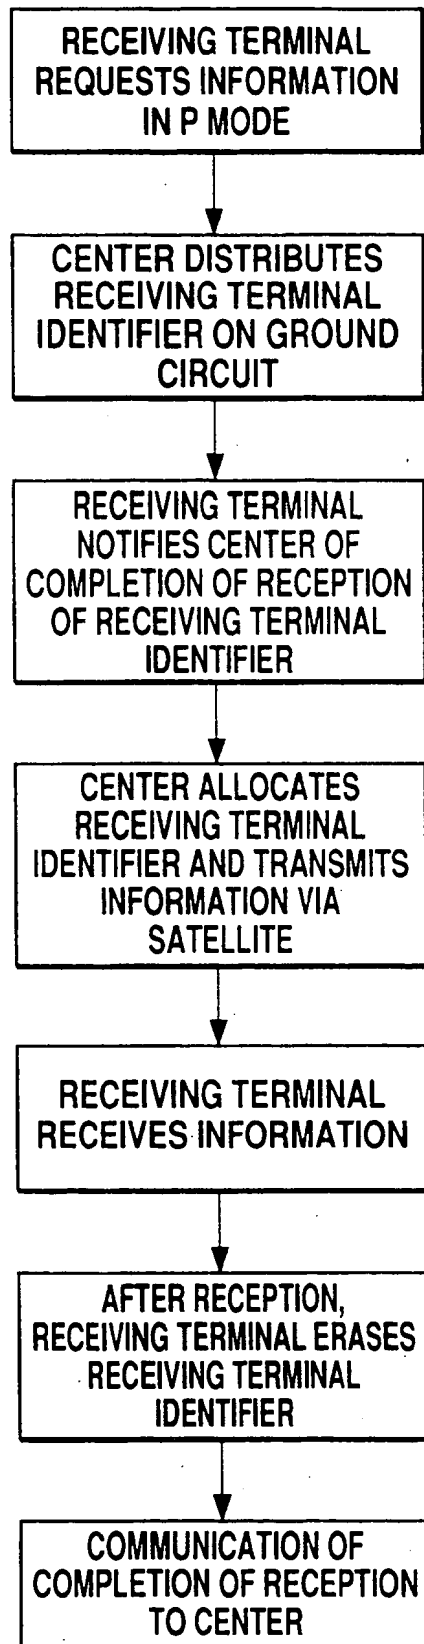 RECEIVING TERMINAL
REQUESTS INFORMATION
IN P MODE
CENTER DISTRIBUTES
RECEIVING TERMINAL
IDENTIFIER ON GROUND
CIRCUIT
RECEIVING TERMINAL
NOTIFIES CENTER OF
COMPLETION OF RECEPTION
OF RECEIVING TERMINAL
IDENTIFIER
CENTER ALLOCATES
RECEIVING TERMINAL
IDENTIFIER AND TRANSMITS
INFORMATION VIA
SATELLITE
RECEIVING TERMINAL
RECEIVES INFORMATION
AFTER RECEPTION,
RECEIVING TERMINAL ERASES
RECEIVING TERMINAL
IDENTIFIER
COMMUNICATION OF
COMPLETION OF RECEPTION
TO CENTER